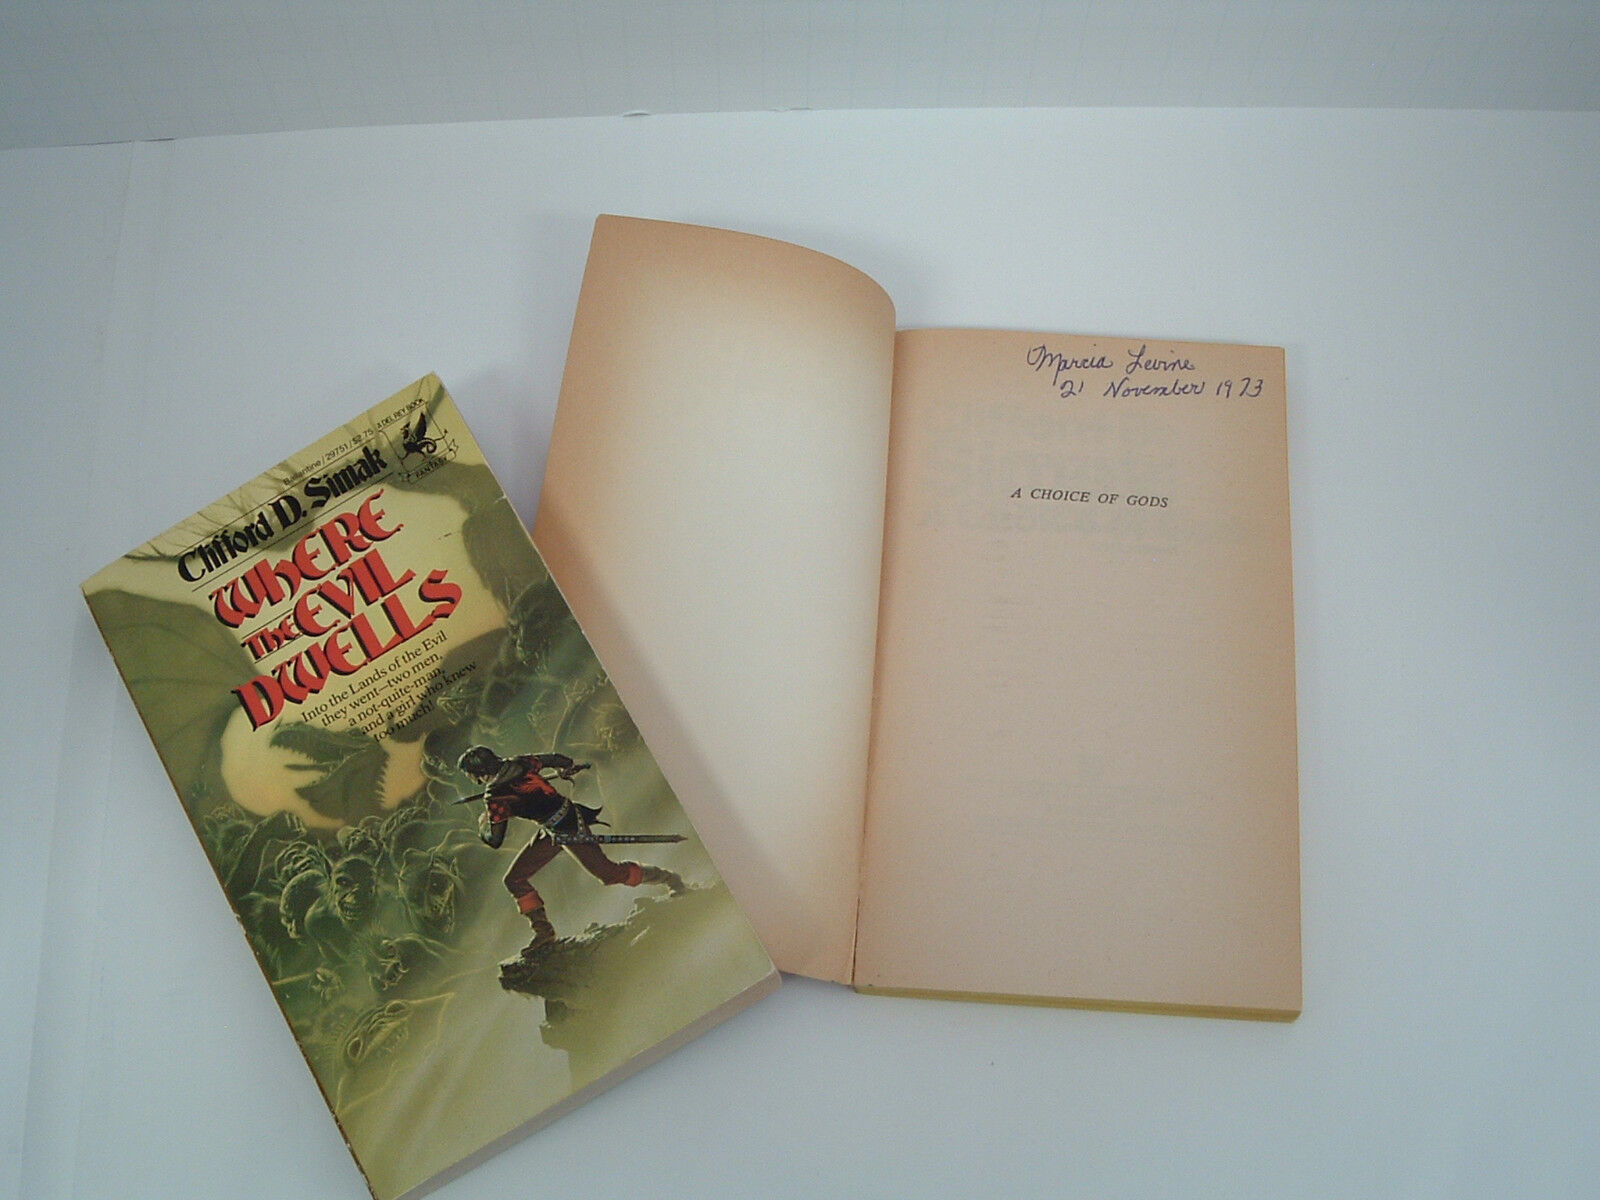 Ballantine/29751/$2.75 A DEL REY BOOK
FANTASY
Clifford D. Simak
WHERE
THE EVIL
DWELLS
Into the Lands of the Evil
they went—two men,
a not-quite-man,
and a girl who knew
too much!
Marcia Levine
21 November 1973
A CHOICE OF GODS